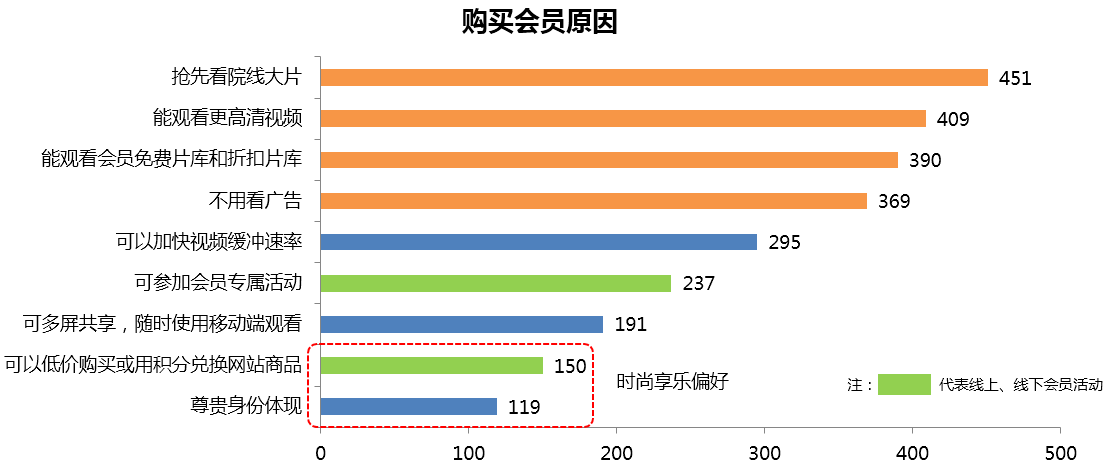 购买会员原因
抢先看院线大片 451
能观看更高清视频 409
能观看会员免费片库和折扣片库 390
不用看广告 369
可以加快视频缓冲速率 295
可参加会员专属活动 237
可多屏共享，随时使用移动端观看 191
可以低价购买或用积分兑换网站商品 150
时尚享乐偏好
注： 代表线上、线下会员活动
尊贵身份体现 119
0 100 200 300 400 500